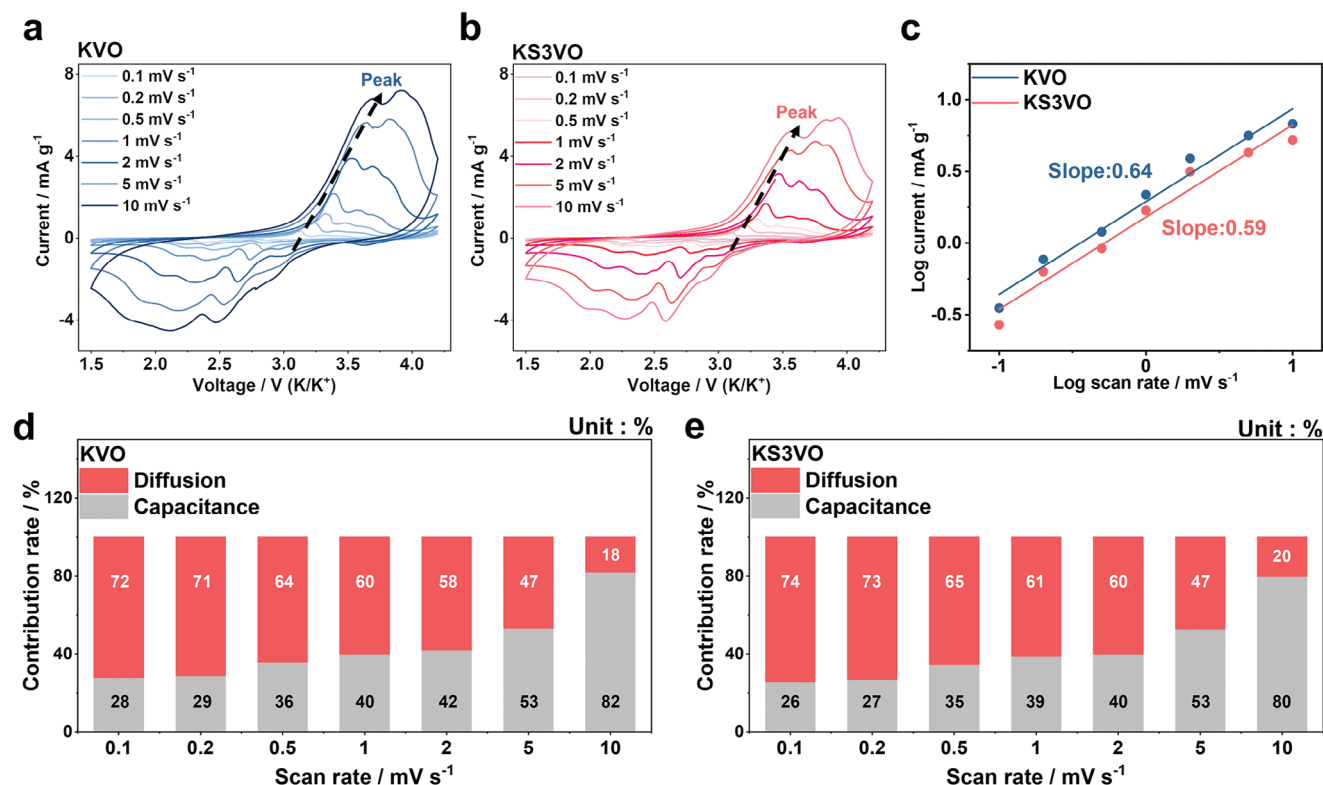 a
KVO
0.1 mV s⁻¹
0.2 mV s⁻¹
0.5 mV s⁻¹
1 mV s⁻¹
2 mV s⁻¹
5 mV s⁻¹
10 mV s⁻¹
Peak
8
4
0
-4
Current / mA g⁻¹
1.5 2.0 2.5 3.0 3.5 4.0
Voltage / V (K/K⁺)
b
KS3VO
0.1 mV s⁻¹
0.2 mV s⁻¹
0.5 mV s⁻¹
1 mV s⁻¹
2 mV s⁻¹
5 mV s⁻¹
10 mV s⁻¹
Peak
8
4
0
-4
Current / mA g⁻¹
1.5 2.0 2.5 3.0 3.5 4.0
Voltage / V (K/K⁺)
c
KVO
KS3VO
Slope:0.64
Slope:0.59
1.0
0.5
0.0
-0.5
Log current / mA g⁻¹
-1 0 1
Log scan rate / mV s⁻¹
d
Unit : %
KVO
Diffusion
Capacitance
120
80
40
0
Contribution rate / %
72 71 64 60 58 47 18
28 29 36 40 42 53 82
0.1 0.2 0.5 1 2 5 10
Scan rate / mV s⁻¹
e
Unit : %
KS3VO
Diffusion
Capacitance
120
80
40
0
Contribution rate / %
74 73 65 61 60 47 20
26 27 35 39 40 53 80
0.1 0.2 0.5 1 2 5 10
Scan rate / mV s⁻¹